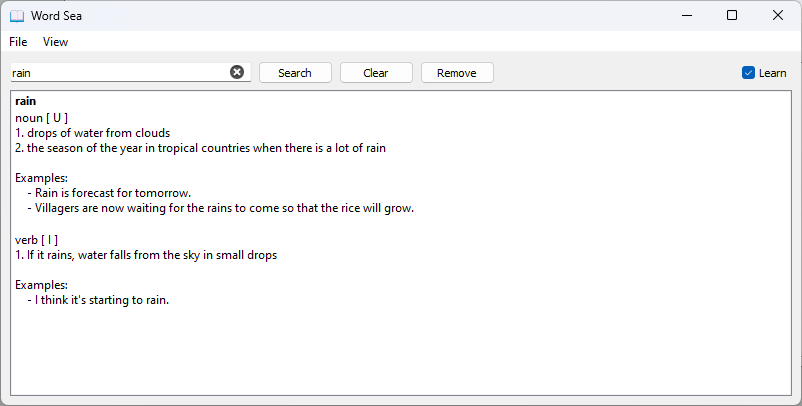 Word Sea
File View
rain Search Clear Remove Learn
rain
noun [ U ]
1. drops of water from clouds
2. the season of the year in tropical countries when there is a lot of rain
Examples:
- Rain is forecast for tomorrow.
- Villagers are now waiting for the rains to come so that the rice will grow.
verb [ I ]
1. If it rains, water falls from the sky in small drops
Examples:
- I think it's starting to rain.